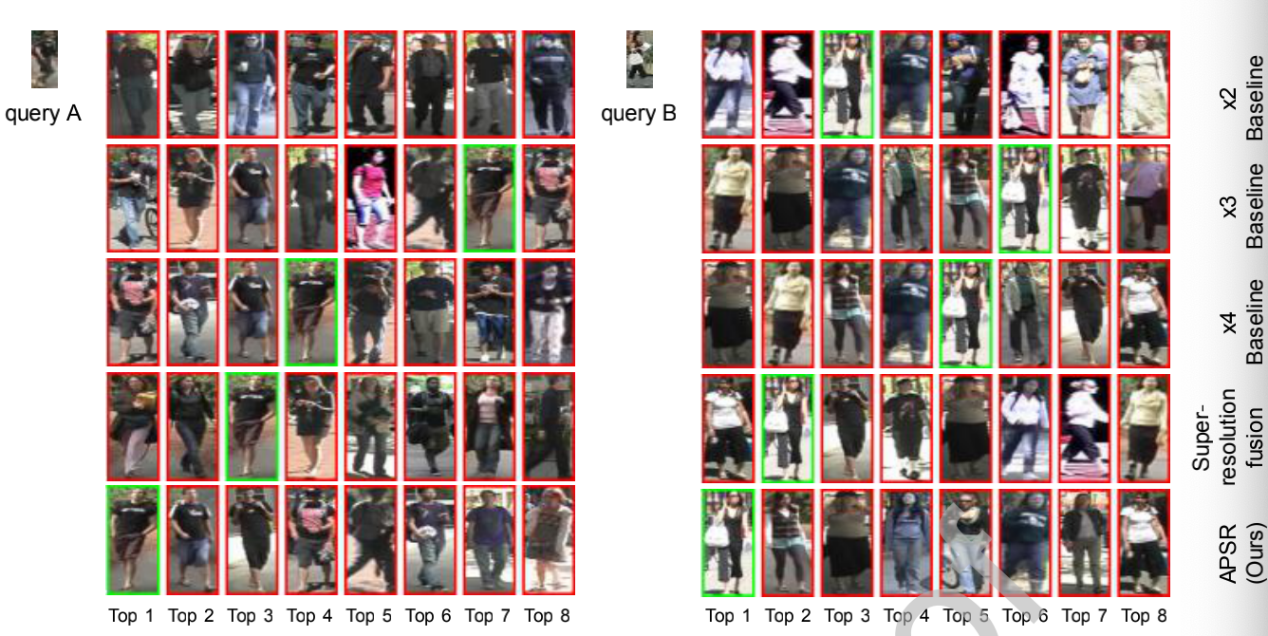 query A
query B
x2
Baseline
x3
Baseline
x4
Baseline
Super-
resolution
fusion
APSR
(Ours)
Top 1 Top 2 Top 3 Top 4 Top 5 Top 6 Top 7 Top 8
Top 1 Top 2 Top 3 Top 4 Top 5 Top 6 Top 7 Top 8